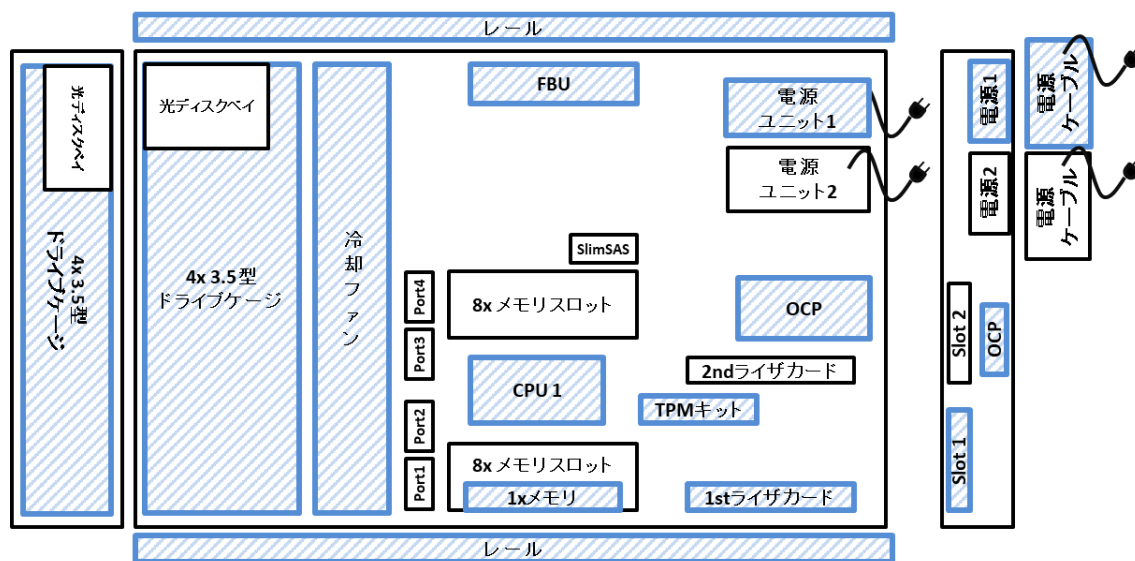 レール
光ディスクベイ
4x 3.5型
ドライブケージ
光ディスクベイ
4x 3.5型
ドライブケージ
冷却ファン
FBU
電源
ユニット1
電源
ユニット2
SlimSAS
Port4
Port3
Port2
Port1
8xメモリスロット
CPU 1
8xメモリスロット
1xメモリ
OCP
2ndライザカード
TPMキット
1stライザカード
電源1
電源2
Slot 2
OCP
Slot 1
電源
ケーブル
電源
ケーブル
レール